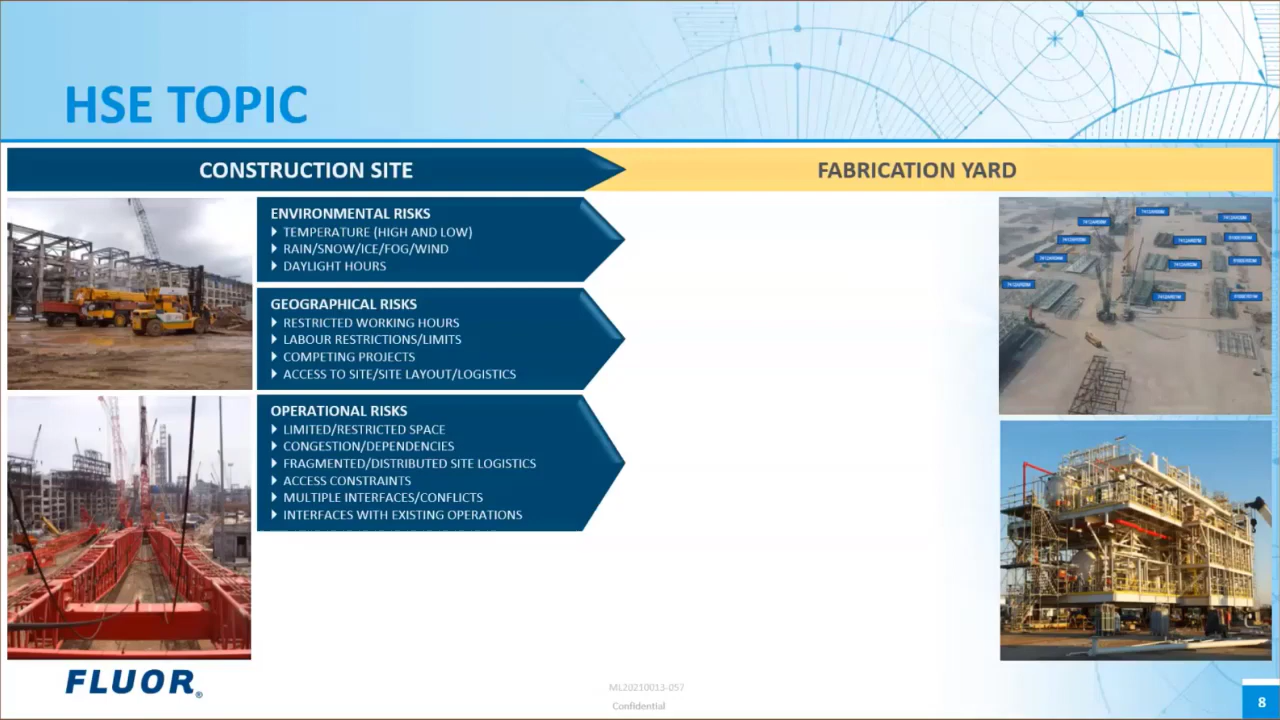 HSE TOPIC
CONSTRUCTION SITE
FABRICATION YARD
ENVIRONMENTAL RISKS
TEMPERATURE (HIGH AND LOW)
RAIN/SNOW/ICE/FOG/WIND
DAYLIGHT HOURS
GEOGRAPHICAL RISKS
RESTRICTED WORKING HOURS
LABOUR RESTRICTIONS/LIMITS
COMPETING PROJECTS
ACCESS TO SITE/SITE LAYOUT/LOGISTICS
OPERATIONAL RISKS
LIMITED/RESTRICTED SPACE
CONGESTION/DEPENDENCIES
FRAGMENTED/DISTRIBUTED SITE LOGISTICS
ACCESS CONSTRAINTS
MULTIPLE INTERFACES/CONFLICTS
INTERFACES WITH EXISTING OPERATIONS
FLUOR®
ML20210013-057
Confidential
8